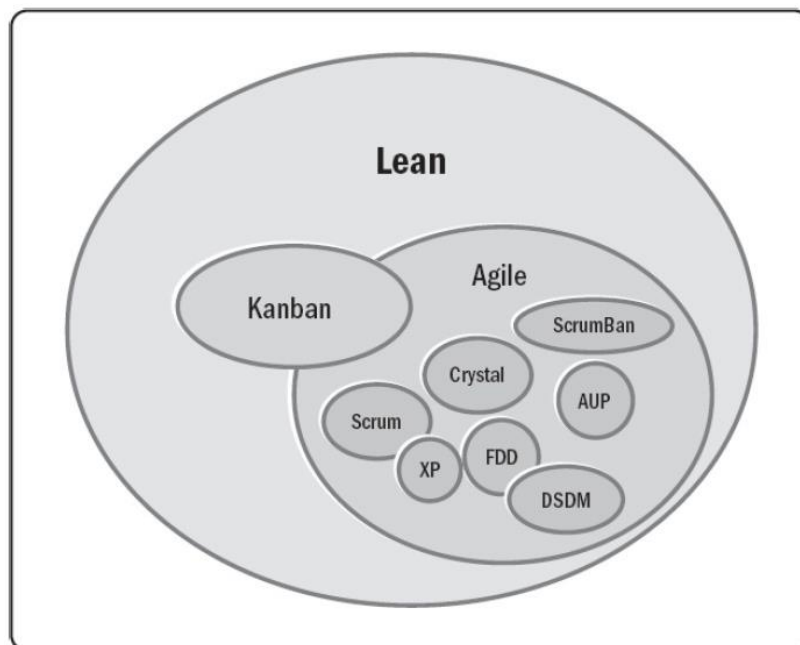 Lean
Agile
Kanban
ScrumBan
Crystal
AUP
Scrum
FDD
XP
DSDM